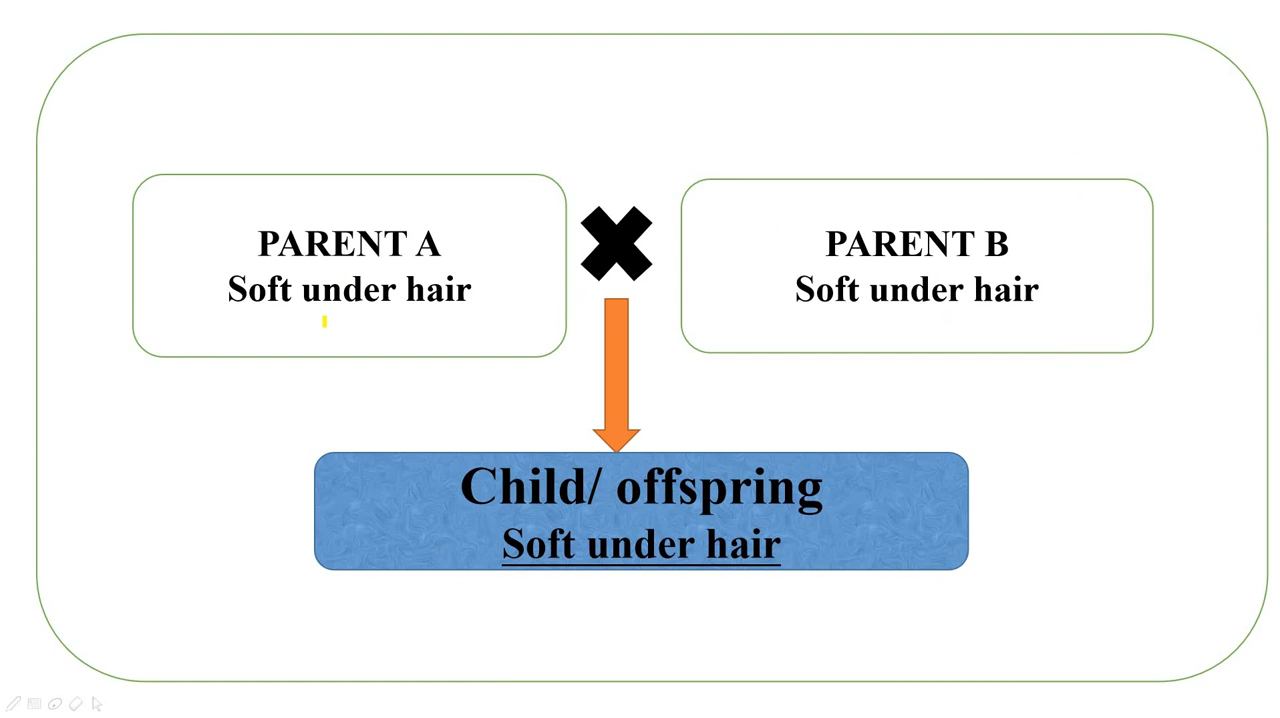 PARENT A
Soft under hair
PARENT B
Soft under hair
Child/ offspring
Soft under hair